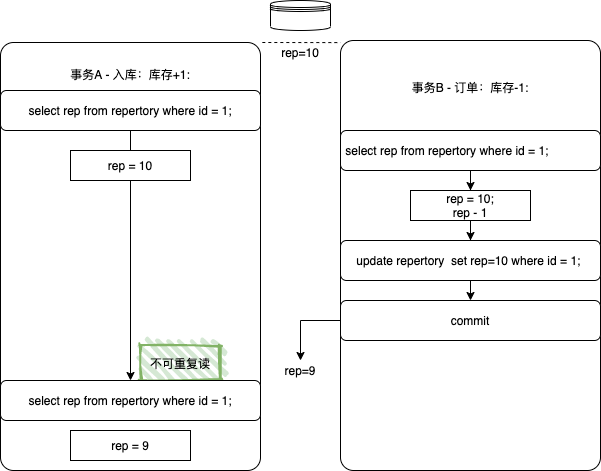 rep=10
事务A - 入库：库存+1:
select rep from repertory where id = 1;
rep = 10
不可重复读
select rep from repertory where id = 1;
rep = 9
事务B - 订单：库存-1:
select rep from repertory where id = 1;
rep = 10;
rep - 1
update repertory  set rep=10 where id = 1;
commit
rep=9